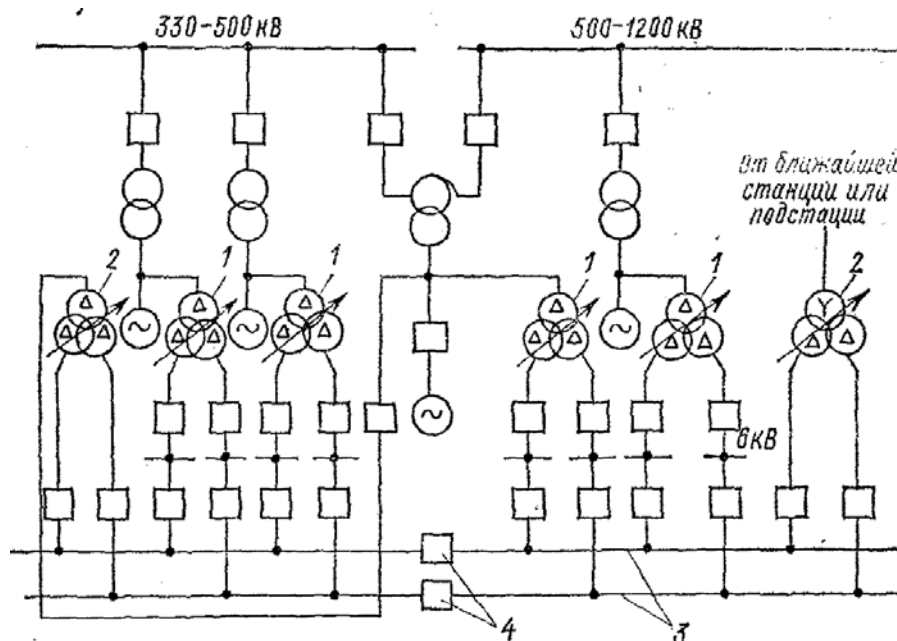 330-500 кВ
500-1200 кВ
От ближайшей
станции или
подстации
2
1
1
1
1
2
Δ
Δ
Δ
Δ
Δ
Y
Δ Δ
Δ
Δ
Δ
Δ
Δ
Δ
~
~
~
~
6кВ
4
3